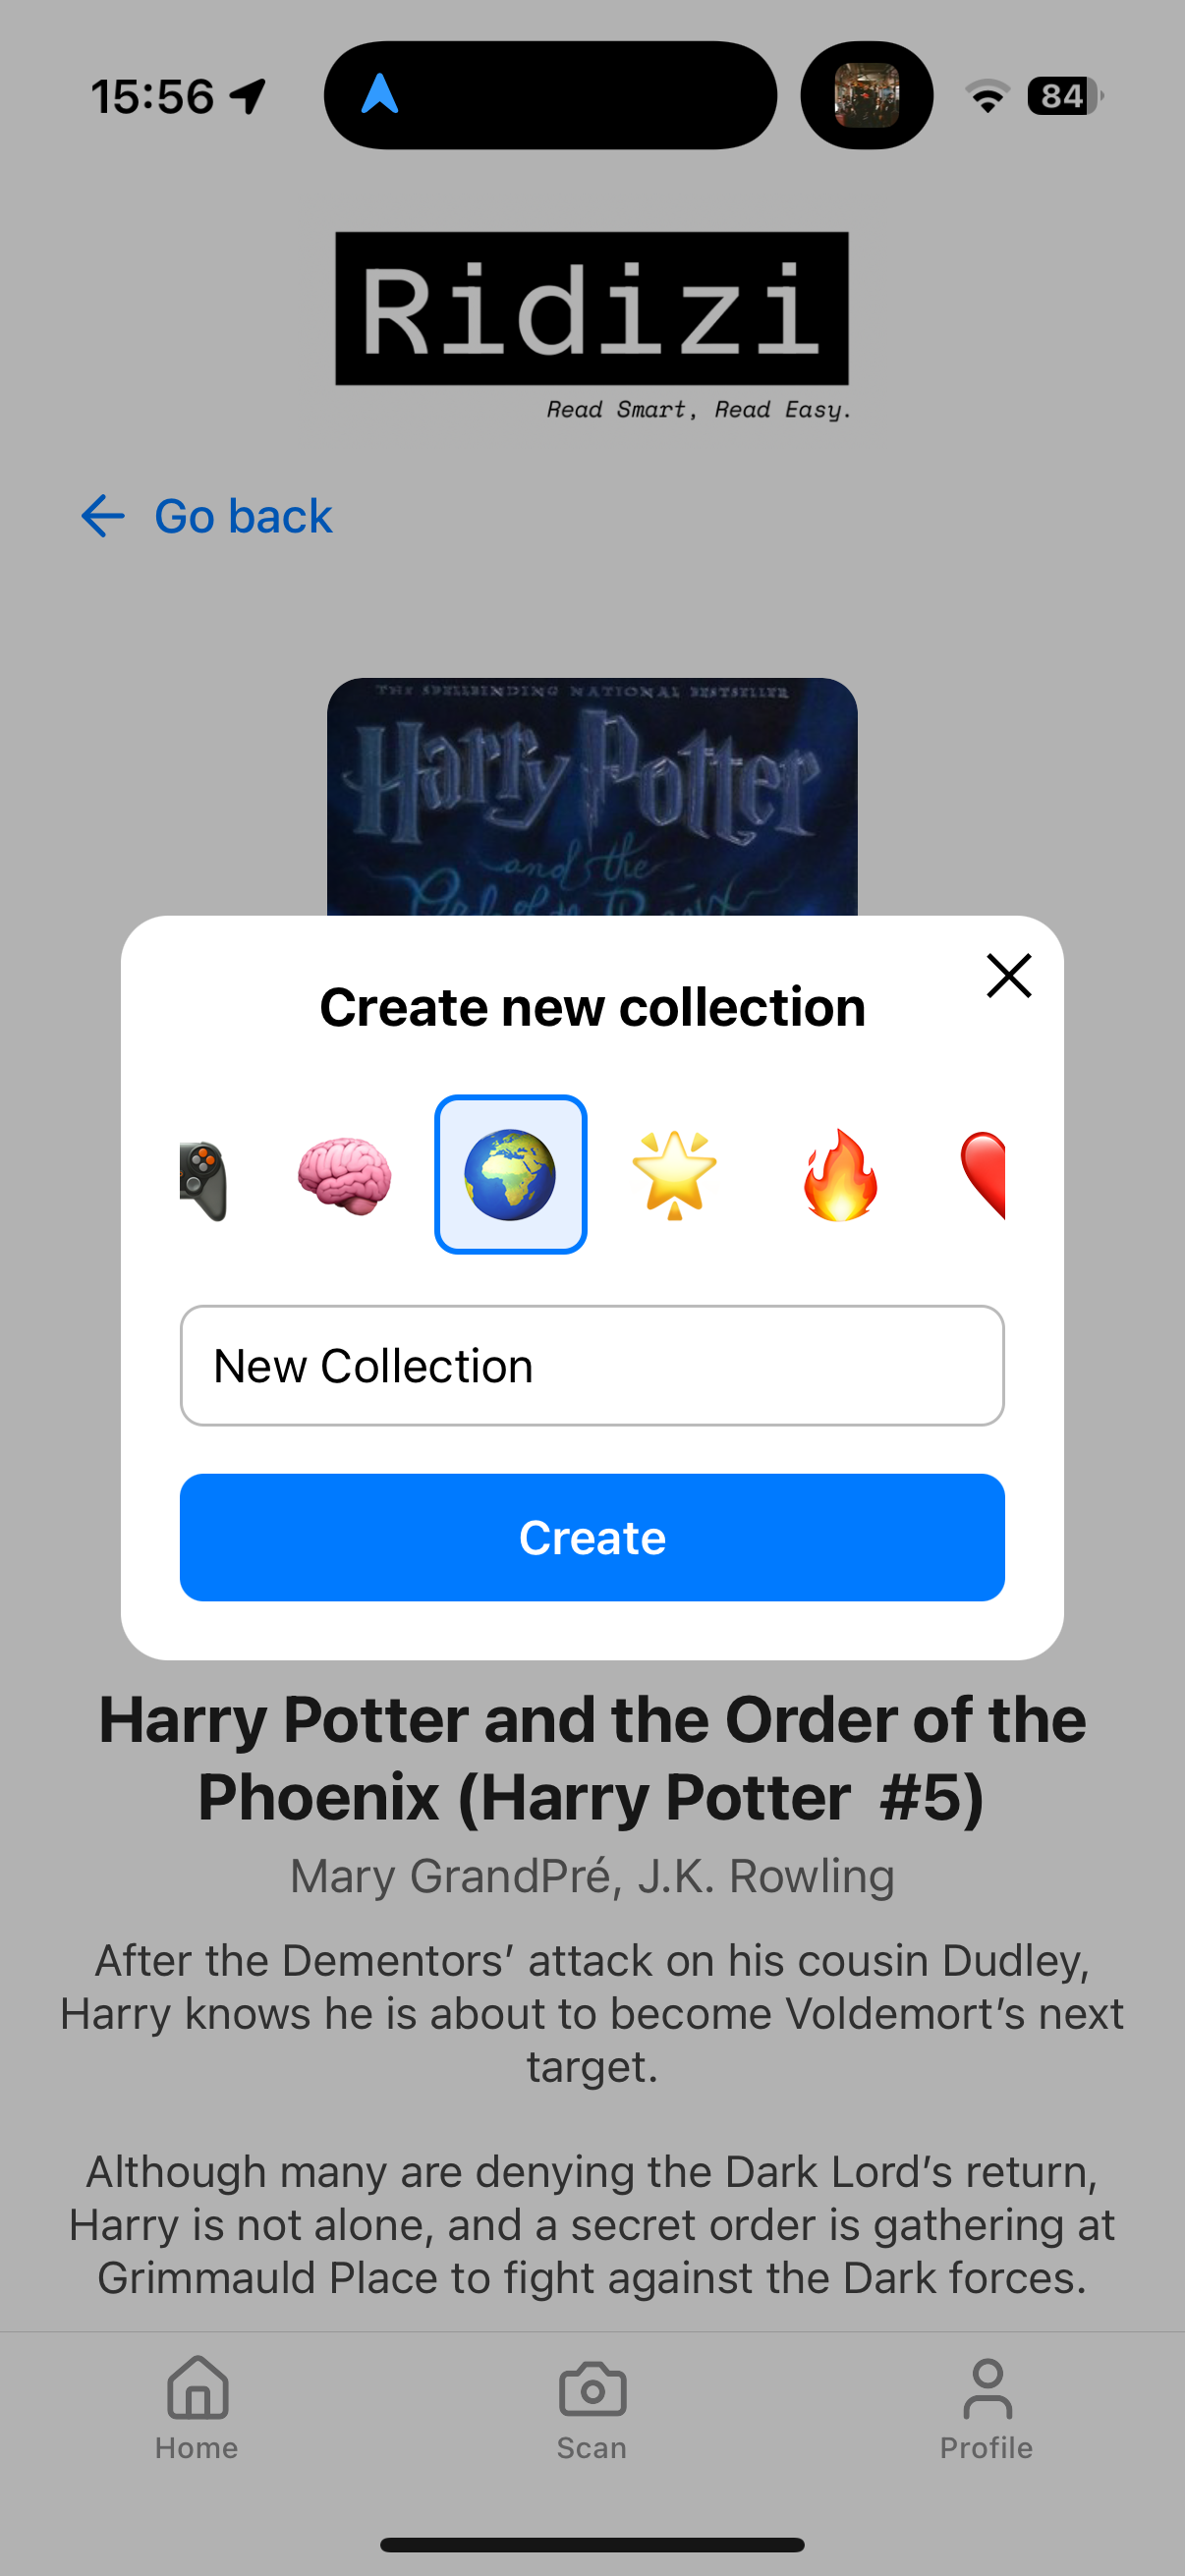 15:56
84
Ridizi
Read Smart, Read Easy.
Go back
THE SPELLBINDING NATIONAL BESTSELLER
Harry Potter
and the
Order of the Phoenix
Create new collection
New Collection
Create
Harry Potter and the Order of the
Phoenix (Harry Potter  #5)
Mary GrandPré, J.K. Rowling
After the Dementors’ attack on his cousin Dudley,
Harry knows he is about to become Voldemort’s next
target.
Although many are denying the Dark Lord’s return,
Harry is not alone, and a secret order is gathering at
Grimmauld Place to fight against the Dark forces.
Home
Scan
Profile